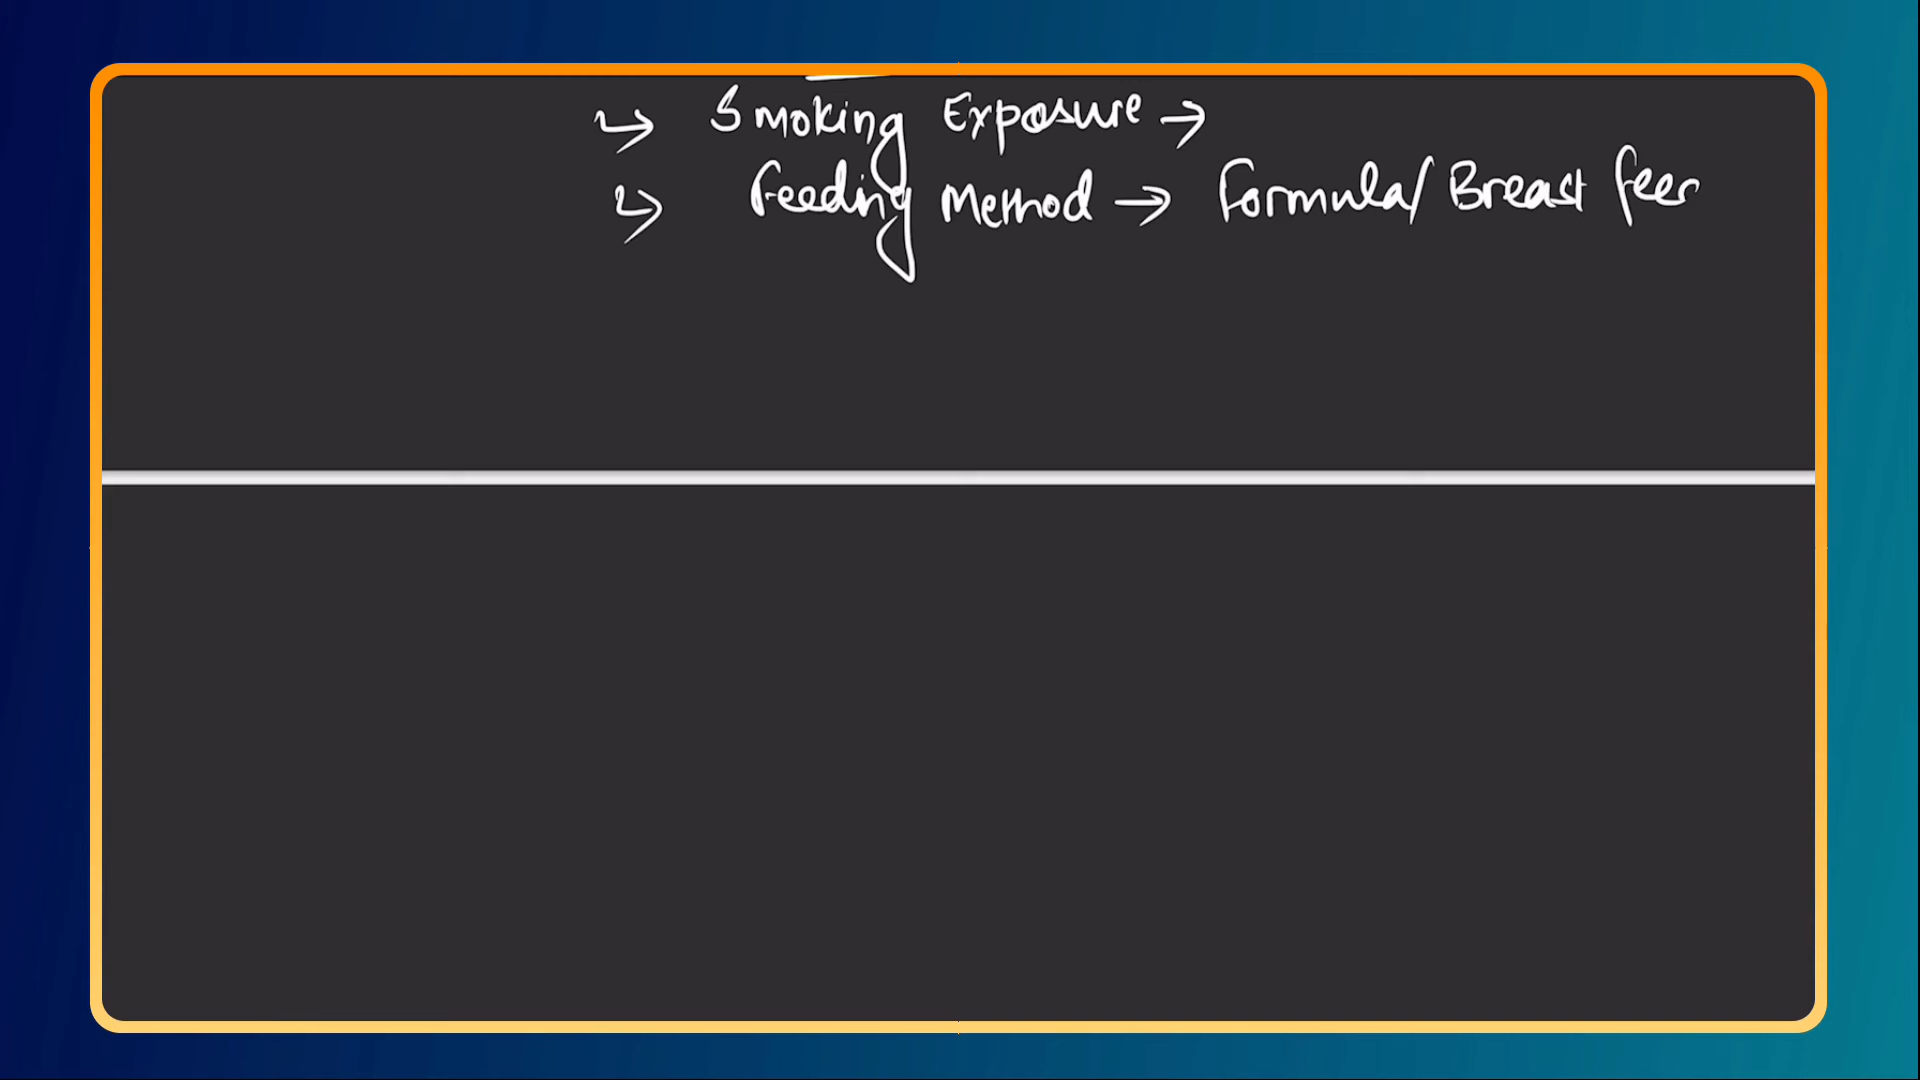 ↳ Smoking Exposure →
↳ Feeding Method → Formula/ Breast feer